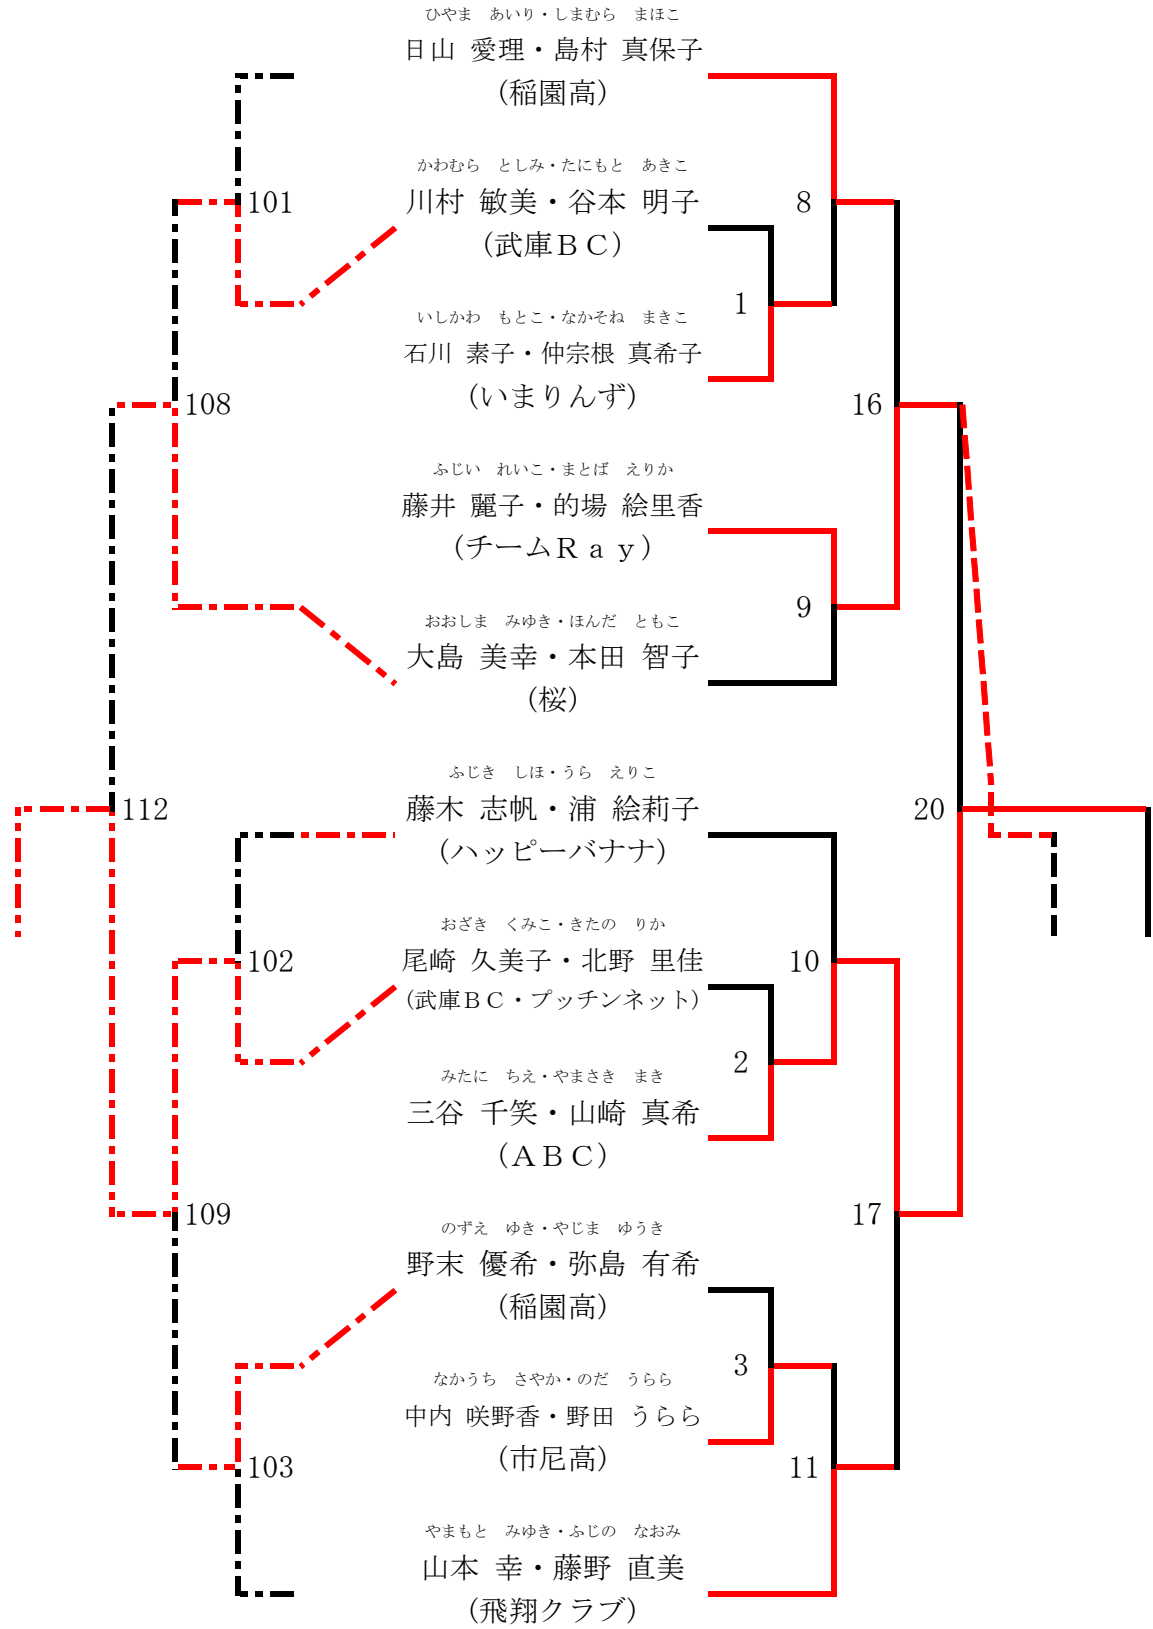 ひやま　あいり・しまむら　まほこ
日山 愛理・島村 真保子
（稲園高）
かわむら　としみ・たにもと　あきこ
101
川村 敏美・谷本 明子
8
（武庫ＢＣ）
1
いしかわ　もとこ・なかそね　まきこ
石川 素子・仲宗根 真希子
（いまりんず）
108
16
ふじい　れいこ・まとば　えりか
藤井 麗子・的場 絵里香
（チームＲａｙ）
9
おおしま　みゆき・ほんだ　ともこ
大島 美幸・本田 智子
（桜）
ふじき　しほ・うら　えりこ
112
藤木 志帆・浦 絵莉子
20
（ハッピーバナナ）
おざき　くみこ・きたの　りか
102
尾崎 久美子・北野 里佳
10
（武庫ＢＣ・プッチンネット）
2
みたに　ちえ・やまさき　まき
三谷 千笑・山崎 真希
（ＡＢＣ）
109
17
のずえ　ゆき・やじま　ゆうき
野末 優希・弥島 有希
（稲園高）
3
なかうち　さやか・のだ　うらら
中内 咲野香・野田 うらら
（市尼高）
103
11
やまもと　みゆき・ふじの　なおみ
山本 幸・藤野 直美
（飛翔クラブ）